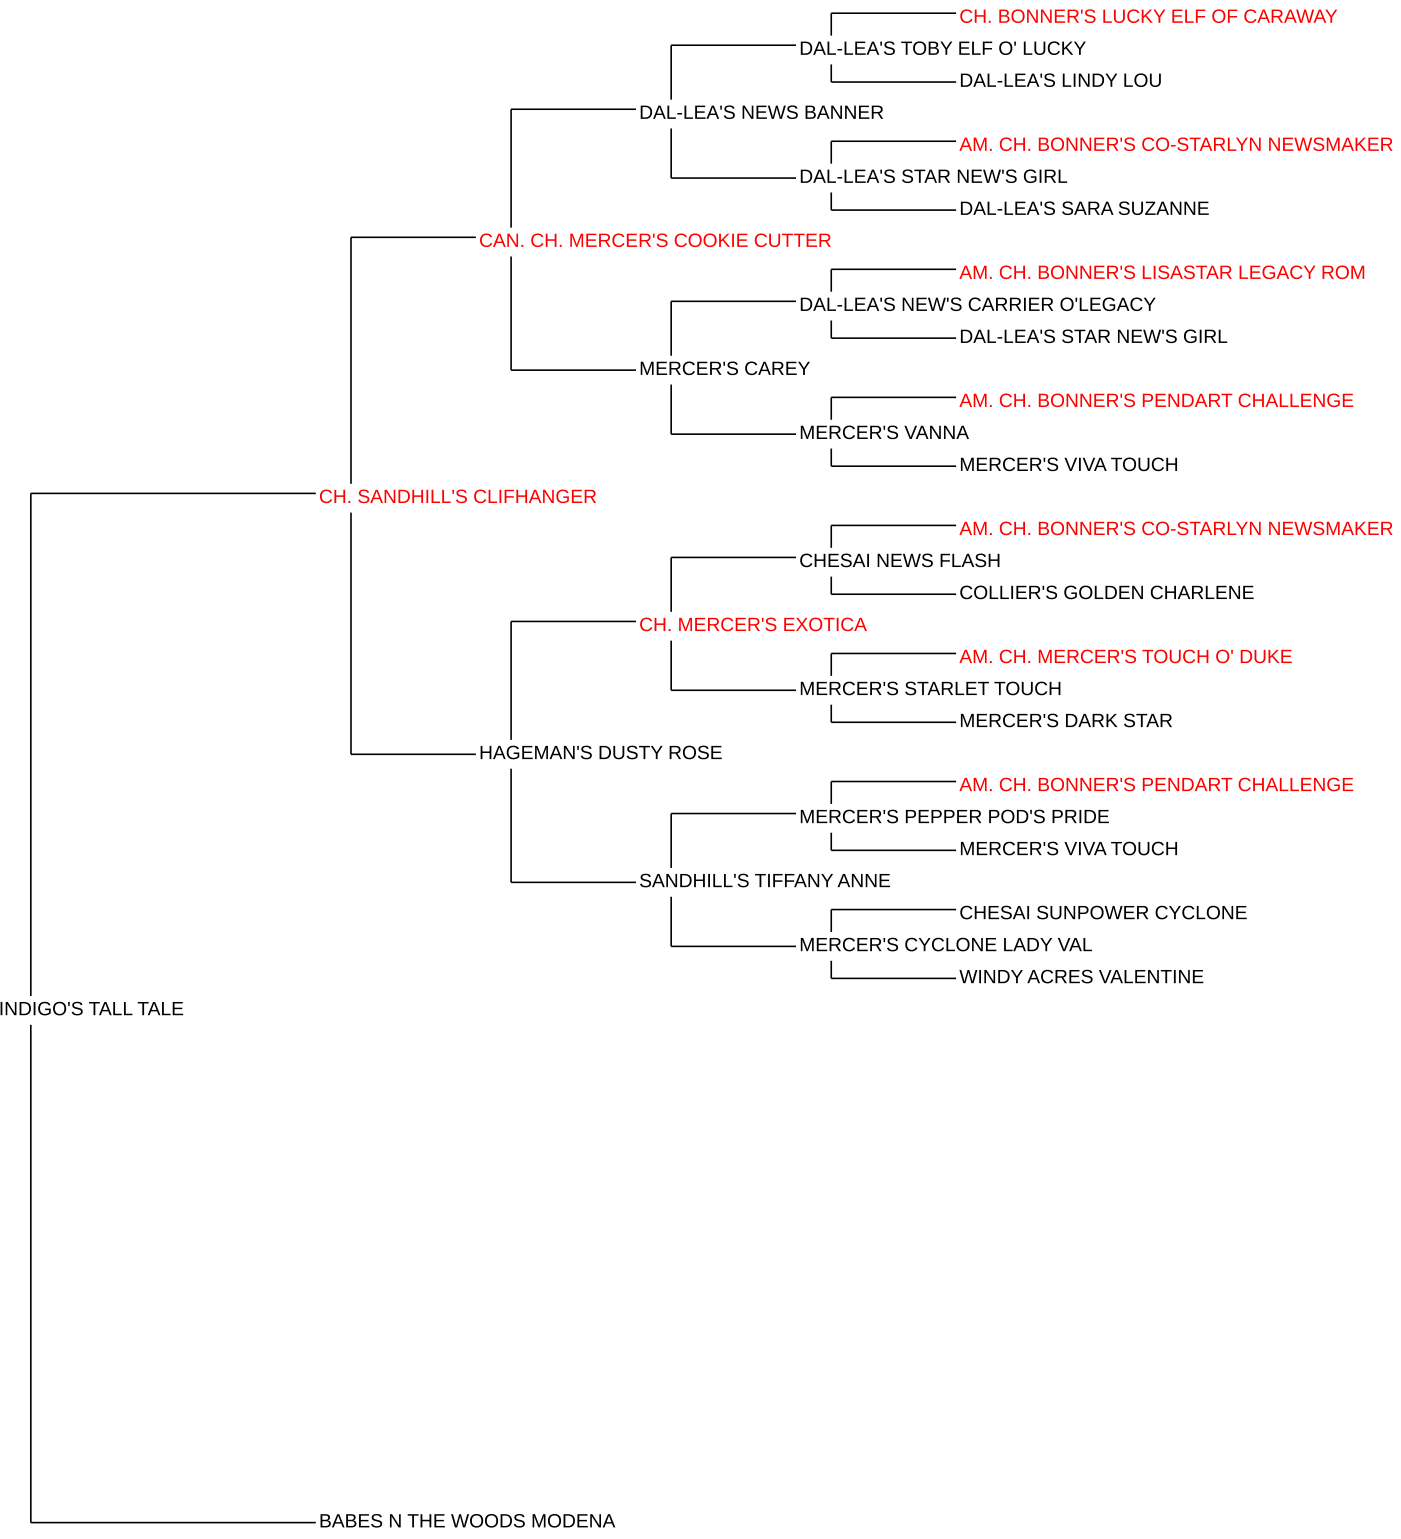 CH. BONNER'S LUCKY ELF OF CARAWAY
DAL-LEA'S TOBY ELF O' LUCKY
DAL-LEA'S LINDY LOU
DAL-LEA'S NEWS BANNER
AM. CH. BONNER'S CO-STARLYN NEWSMAKER
DAL-LEA'S STAR NEW'S GIRL
DAL-LEA'S SARA SUZANNE
CAN. CH. MERCER'S COOKIE CUTTER
AM. CH. BONNER'S LISASTAR LEGACY ROM
DAL-LEA'S NEW'S CARRIER O'LEGACY
DAL-LEA'S STAR NEW'S GIRL
MERCER'S CAREY
AM. CH. BONNER'S PENDART CHALLENGE
MERCER'S VANNA
MERCER'S VIVA TOUCH
CH. SANDHILL'S CLIFHANGER
AM. CH. BONNER'S CO-STARLYN NEWSMAKER
CHESAI NEWS FLASH
COLLIER'S GOLDEN CHARLENE
CH. MERCER'S EXOTICA
AM. CH. MERCER'S TOUCH O' DUKE
MERCER'S STARLET TOUCH
MERCER'S DARK STAR
HAGEMAN'S DUSTY ROSE
AM. CH. BONNER'S PENDART CHALLENGE
MERCER'S PEPPER POD'S PRIDE
MERCER'S VIVA TOUCH
SANDHILL'S TIFFANY ANNE
CHESAI SUNPOWER CYCLONE
MERCER'S CYCLONE LADY VAL
WINDY ACRES VALENTINE
INDIGO'S TALL TALE
BABES N THE WOODS MODENA